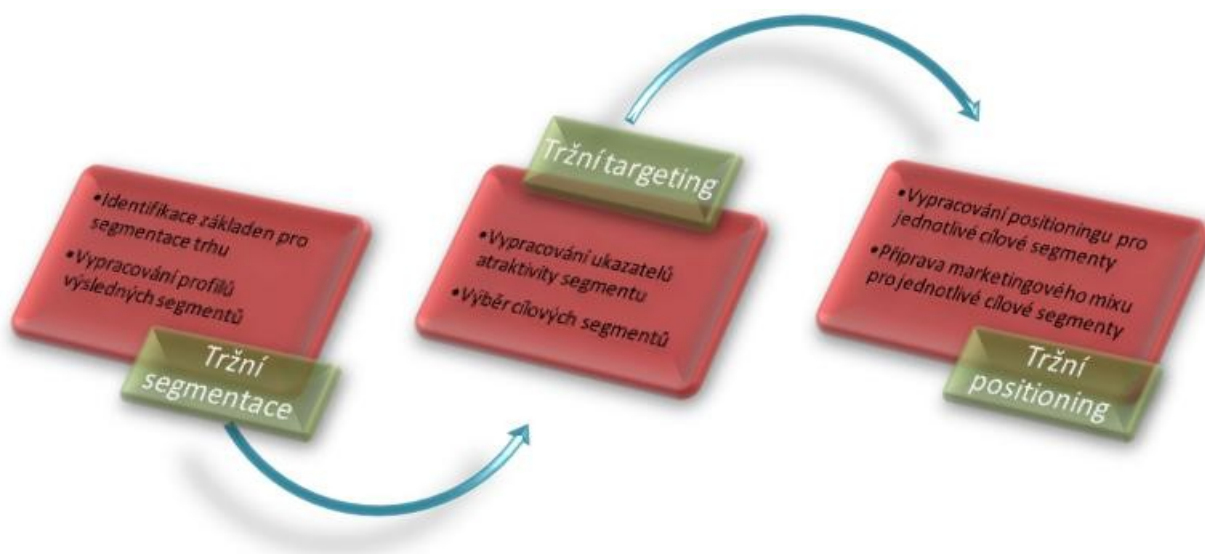 •Identifikace základen pro
segmentace trhu
•Vypracování profilů
výsledných segmentů
Tržní
segmentace
Tržní targeting
•Vypracování ukazatelů
atraktivity segmentu
•Výběr cílových segmentů
•Vypracování positioningu pro
jednotlivé cílové segmenty
•Příprava marketingového mixu
pro jednotlivé cílové segmenty
Tržní
positioning